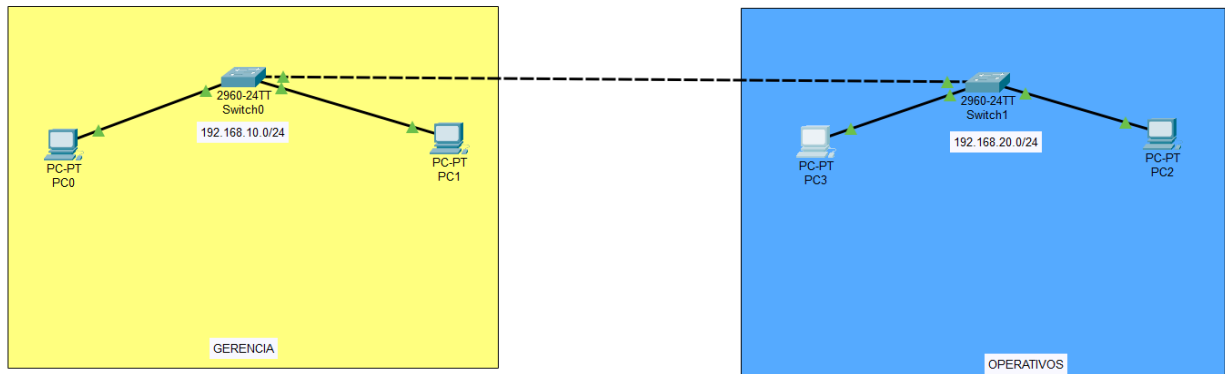 2960-24TT
Switch0
192.168.10.0/24
PC-PT
PC0
PC-PT
PC1
GERENCIA
2960-24TT
Switch1
192.168.20.0/24
PC-PT
PC3
PC-PT
PC2
OPERATIVOS